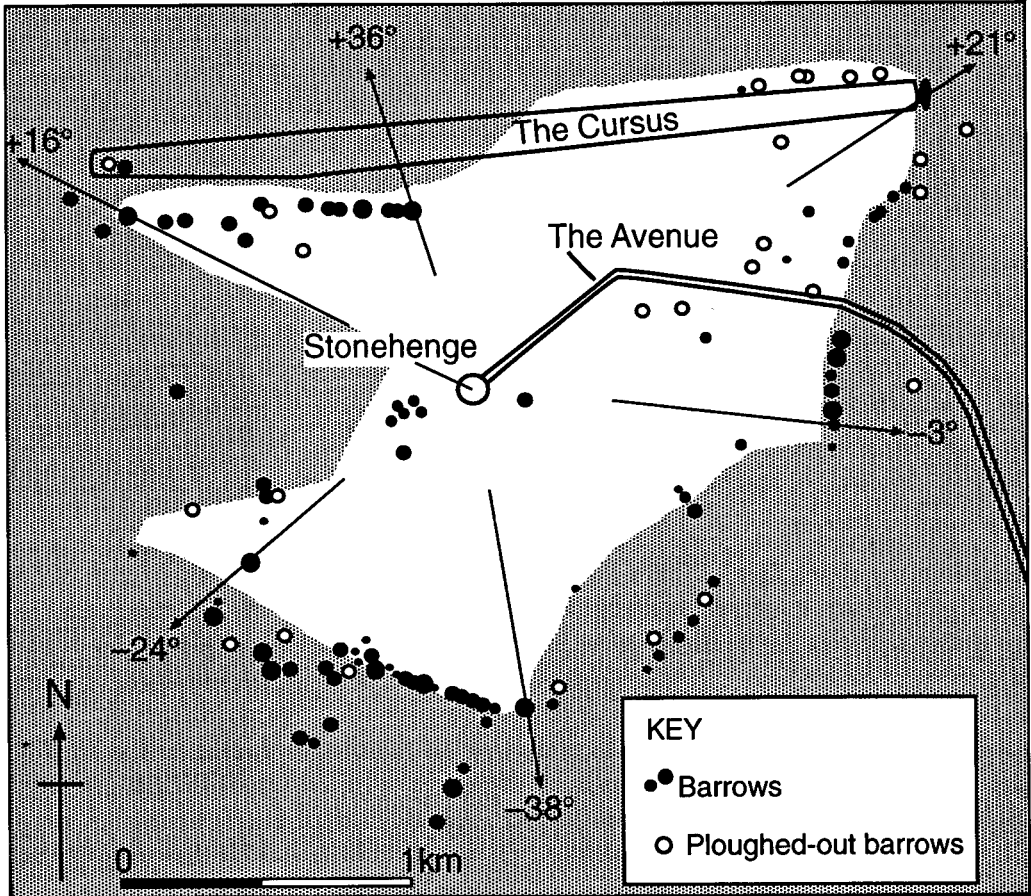 +36°
+21°
+16°
The Cursus
The Avenue
Stonehenge
−3°
−24°
−38°
N
KEY
Barrows
Ploughed-out barrows
0
1km